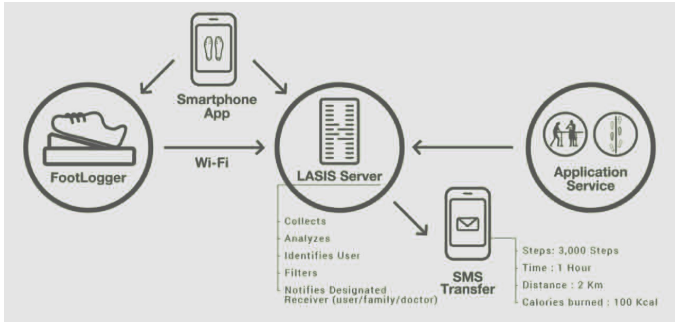 Smartphone
App
FootLogger
Wi-Fi
LASIS Server
Application
Service
Collects
Analyzes
Identifies User
Filters
Notifies Designated
Receiver (user/family/doctor)
SMS
Transfer
Steps: 3,000 Steps
Time : 1 Hour
Distance : 2 Km
Calories burned : 100 Kcal